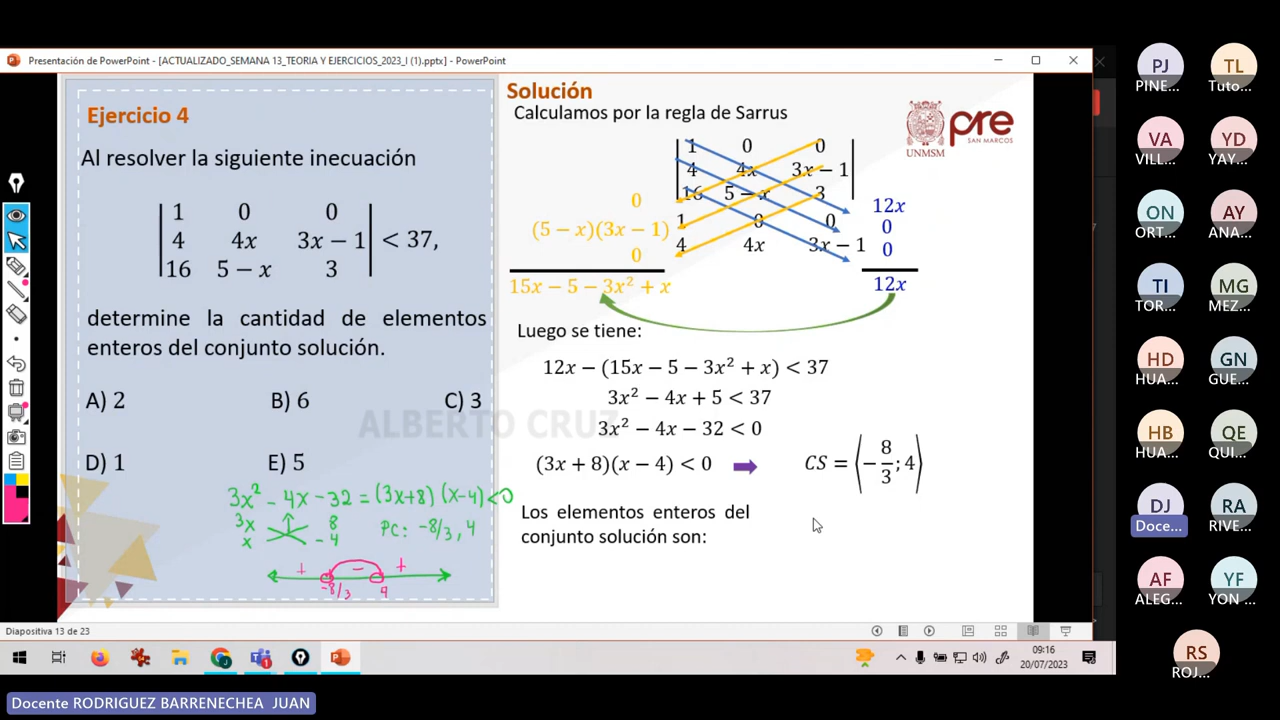 Presentación de PowerPoint - [ACTUALIZADO_SEMANA 13_TEORIA Y EJERCICIOS_2023_I (1).pptx] - PowerPoint
Ejercicio 4
Al resolver la siguiente inecuación
|1 0 0|
|4 4x 3x − 1| < 37,
|16 5 − x 3|
determine la cantidad de elementos
enteros del conjunto solución.
A) 2 B) 6 C) 3
D) 1 E) 5
3x² - 4x - 32 = (3x+8)(x-4) < 0
3x 8
x -4
PC: -8/3, 4
+ - +
-8/3 4
Solución
Calculamos por la regla de Sarrus
1 0 0
4 4x 3x − 1
16 5 − x 3
1 0 0
4 4x 3x − 1
0
(5 − x)(3x − 1)
0
15x − 5 − 3x² + x
12x
0
0
12x
UNMSM
pre
SAN MARCOS
Luego se tiene:
12x − (15x − 5 − 3x² + x) < 37
3x² − 4x + 5 < 37
3x² − 4x − 32 < 0
(3x + 8)(x − 4) < 0
CS = ⟨−8/3; 4⟩
Los elementos enteros del
conjunto solución son:
ALBERTO CRUZ
Diapositiva 13 de 23
09:16
20/07/2023
PJ
PINE...
TL
Tuto...
VA
VILL...
YD
YAY...
ON
ORT...
AY
ANA...
TI
TOR...
MG
MEZ...
HD
HUA...
GN
GUE...
HB
HUA...
QE
QUI...
DJ
Doce...
RA
RIVE...
AF
ALEG...
YF
YON ...
RS
ROJ...
Docente RODRIGUEZ BARRENECHEA JUAN